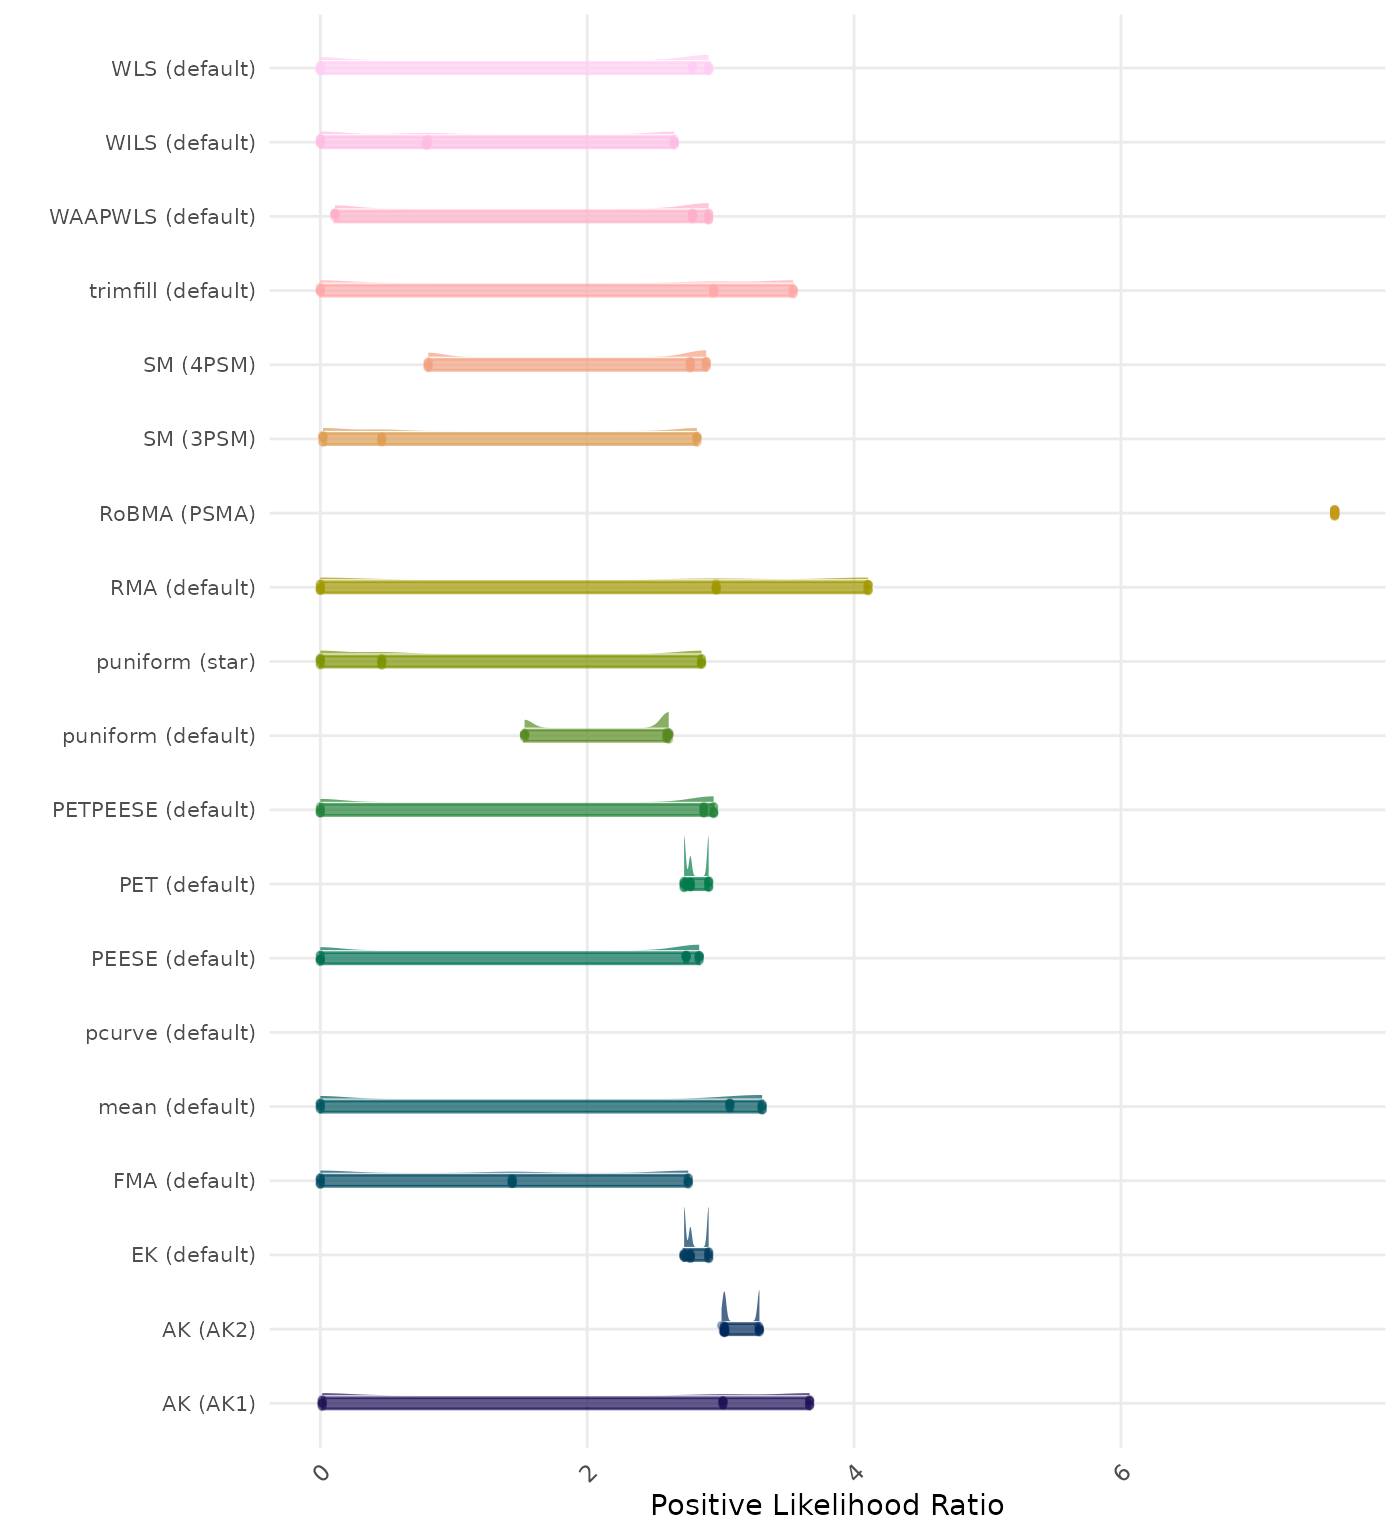 WLS (default)
WILS (default)
WAAPWLS (default)
trimfill (default)
SM (4PSM)
SM (3PSM)
RoBMA (PSMA)
RMA (default)
puniform (star)
puniform (default)
PETPEESE (default)
PET (default)
PEESE (default)
pcurve (default)
mean (default)
FMA (default)
EK (default)
AK (AK2)
AK (AK1)
0 2 4 6
Positive Likelihood Ratio